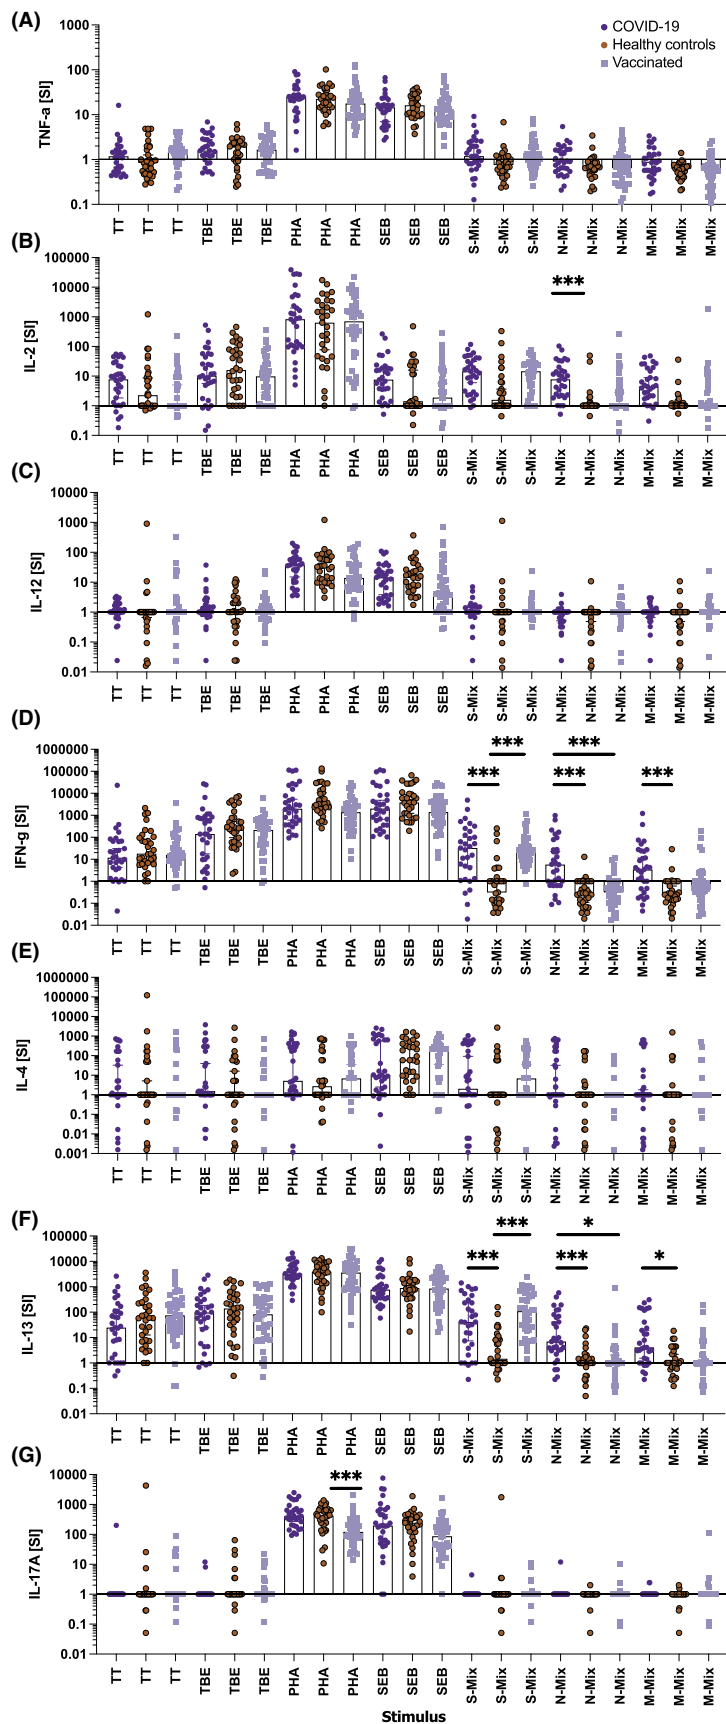 (A)
COVID-19
Healthy controls
Vaccinated
TNF-a [SI]
1000
100
10
1
0.1
TT TT TT TBE TBE TBE PHA PHA PHA SEB SEB SEB S-Mix S-Mix S-Mix N-Mix N-Mix N-Mix M-Mix M-Mix M-Mix
(B)
IL-2 [SI]
100000
10000
1000
100
10
1
0.1
***
TT TT TT TBE TBE TBE PHA PHA PHA SEB SEB SEB S-Mix S-Mix S-Mix N-Mix N-Mix N-Mix M-Mix M-Mix M-Mix
(C)
IL-12 [SI]
10000
1000
100
10
1
0.1
0.01
TT TT TT TBE TBE TBE PHA PHA PHA SEB SEB SEB S-Mix S-Mix S-Mix N-Mix N-Mix N-Mix M-Mix M-Mix M-Mix
(D)
IFN-g [SI]
1000000
100000
10000
1000
100
10
1
0.1
0.01
*** ***
*** *** ***
TT TT TT TBE TBE TBE PHA PHA PHA SEB SEB SEB S-Mix S-Mix S-Mix N-Mix N-Mix N-Mix M-Mix M-Mix M-Mix
(E)
IL-4 [SI]
1000000
100000
10000
1000
100
10
1
0.1
0.01
0.001
TT TT TT TBE TBE TBE PHA PHA PHA SEB SEB SEB S-Mix S-Mix S-Mix N-Mix N-Mix N-Mix M-Mix M-Mix M-Mix
(F)
IL-13 [SI]
100000
10000
1000
100
10
1
0.1
0.01
*** *
*** *** *
TT TT TT TBE TBE TBE PHA PHA PHA SEB SEB SEB S-Mix S-Mix S-Mix N-Mix N-Mix N-Mix M-Mix M-Mix M-Mix
(G)
IL-17A [SI]
10000
1000
100
10
1
0.1
0.01
***
TT TT TT TBE TBE TBE PHA PHA PHA SEB SEB SEB S-Mix S-Mix S-Mix N-Mix N-Mix N-Mix M-Mix M-Mix M-Mix
Stimulus